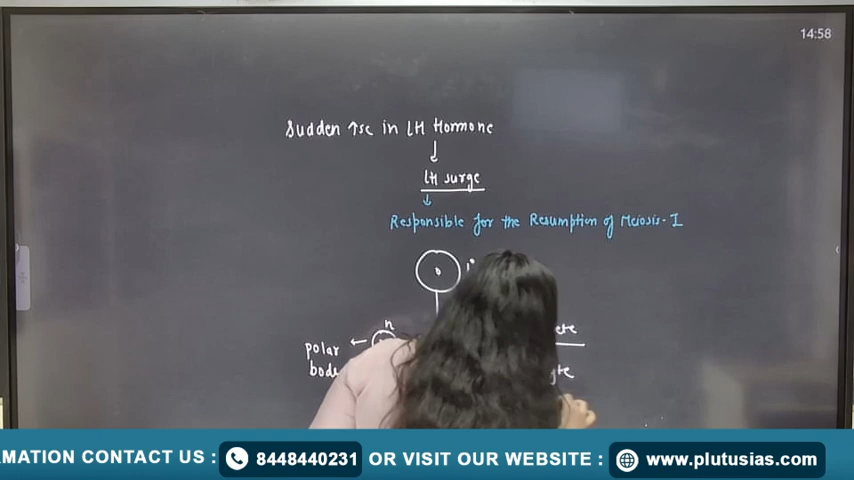 14:58
Sudden ↑se in LH Hormone
↓
LH surge
↓
Responsible for the Resumption of Meiosis-I
1°
n
polar ←
MATION CONTACT US : 8448440231 OR VISIT OUR WEBSITE : www.plutusias.com